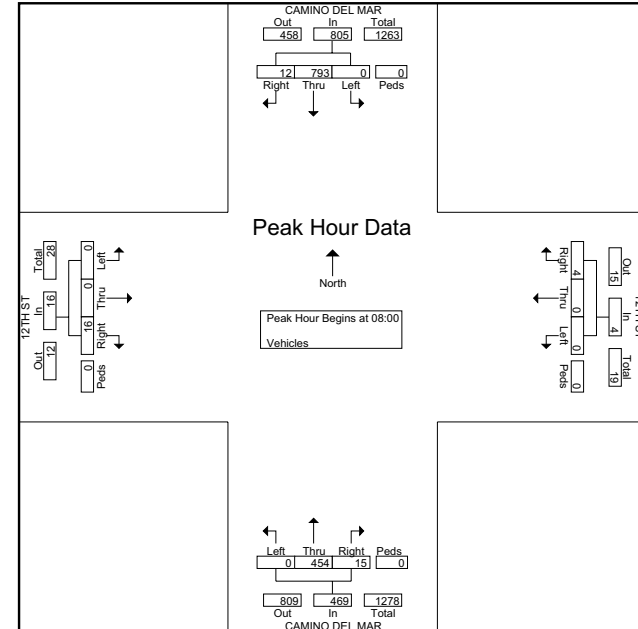 CAMINO DEL MAR
Out In Total
458 805 1263
12 793 0 0
Right Thru Left Peds
Peak Hour Data
North
Peak Hour Begins at 08:00
Vehicles
12TH ST
Total In Out
28 16 12
0 0 16 0
Left Thru Right Peds
Right Thru Left Peds
4 0 0 0
Out In Total
15 4 19
12TH ST
Left Thru Right Peds
0 454 15 0
809 469 1278
Out In Total
CAMINO DEL MAR